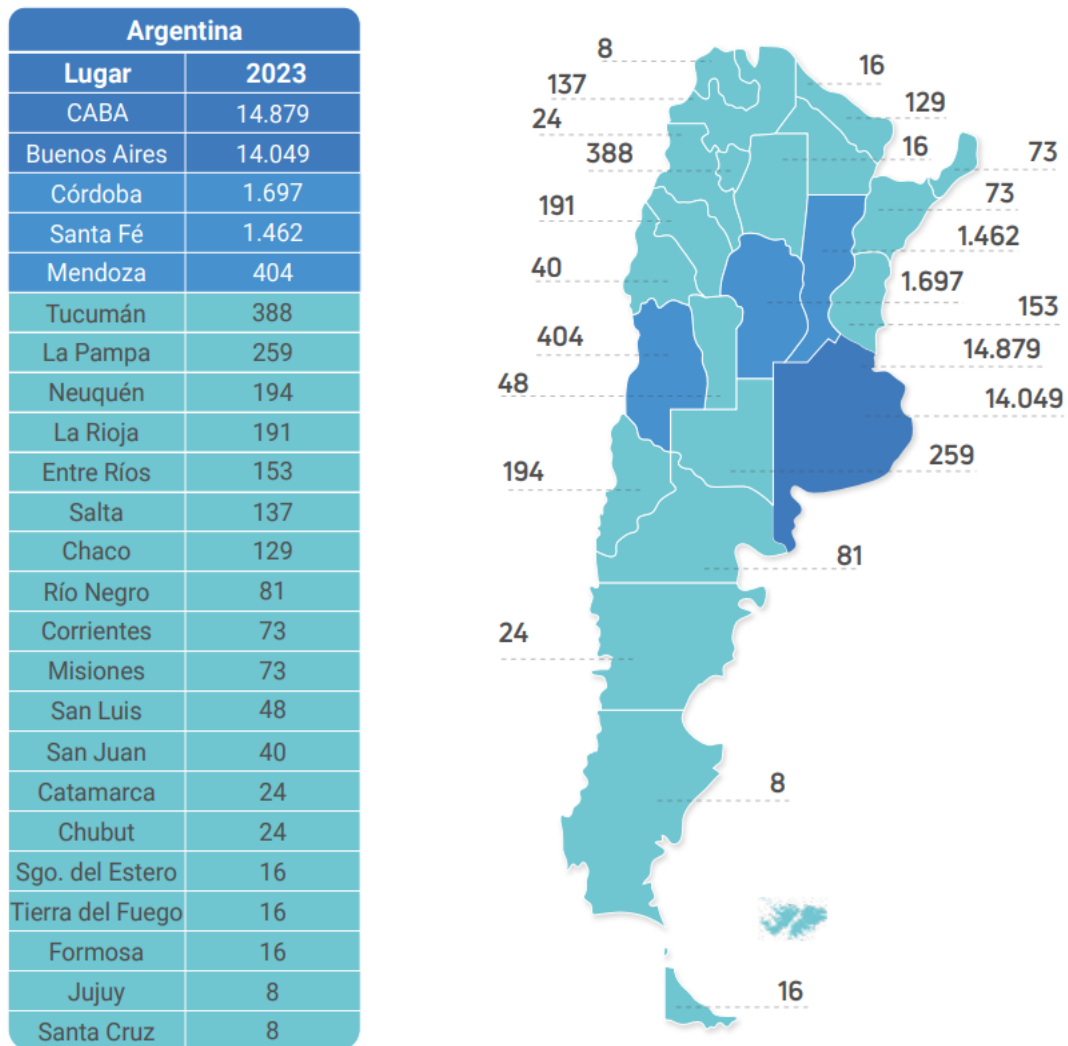 Argentina
Lugar 2023
CABA 14.879
Buenos Aires 14.049
Córdoba 1.697
Santa Fé 1.462
Mendoza 404
Tucumán 388
La Pampa 259
Neuquén 194
La Rioja 191
Entre Ríos 153
Salta 137
Chaco 129
Río Negro 81
Corrientes 73
Misiones 73
San Luis 48
San Juan 40
Catamarca 24
Chubut 24
Sgo. del Estero 16
Tierra del Fuego 16
Formosa 16
Jujuy 8
Santa Cruz 8
8
16
137
129
24
16
388
73
191
73
1.462
40
1.697
153
404
14.879
48
14.049
259
194
81
24
8
16